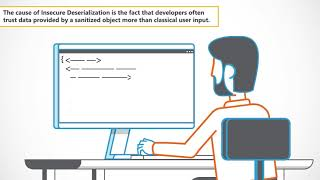 The cause of Insecure Deserialization is the fact that developers often
trust data provided by a sanitized object more than classical user input.